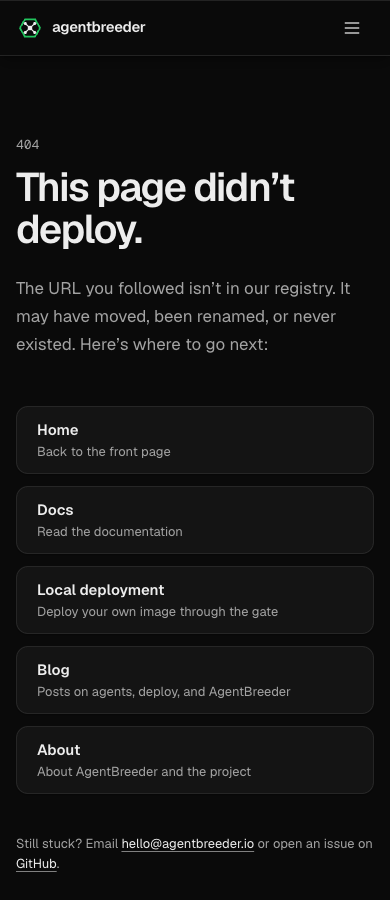 agentbreeder
404
This page didn’t
deploy.
The URL you followed isn’t in our registry. It
may have moved, been renamed, or never
existed. Here’s where to go next:
Home
Back to the front page
Docs
Read the documentation
Local deployment
Deploy your own image through the gate
Blog
Posts on agents, deploy, and AgentBreeder
About
About AgentBreeder and the project
Still stuck? Email hello@agentbreeder.io or open an issue on
GitHub.